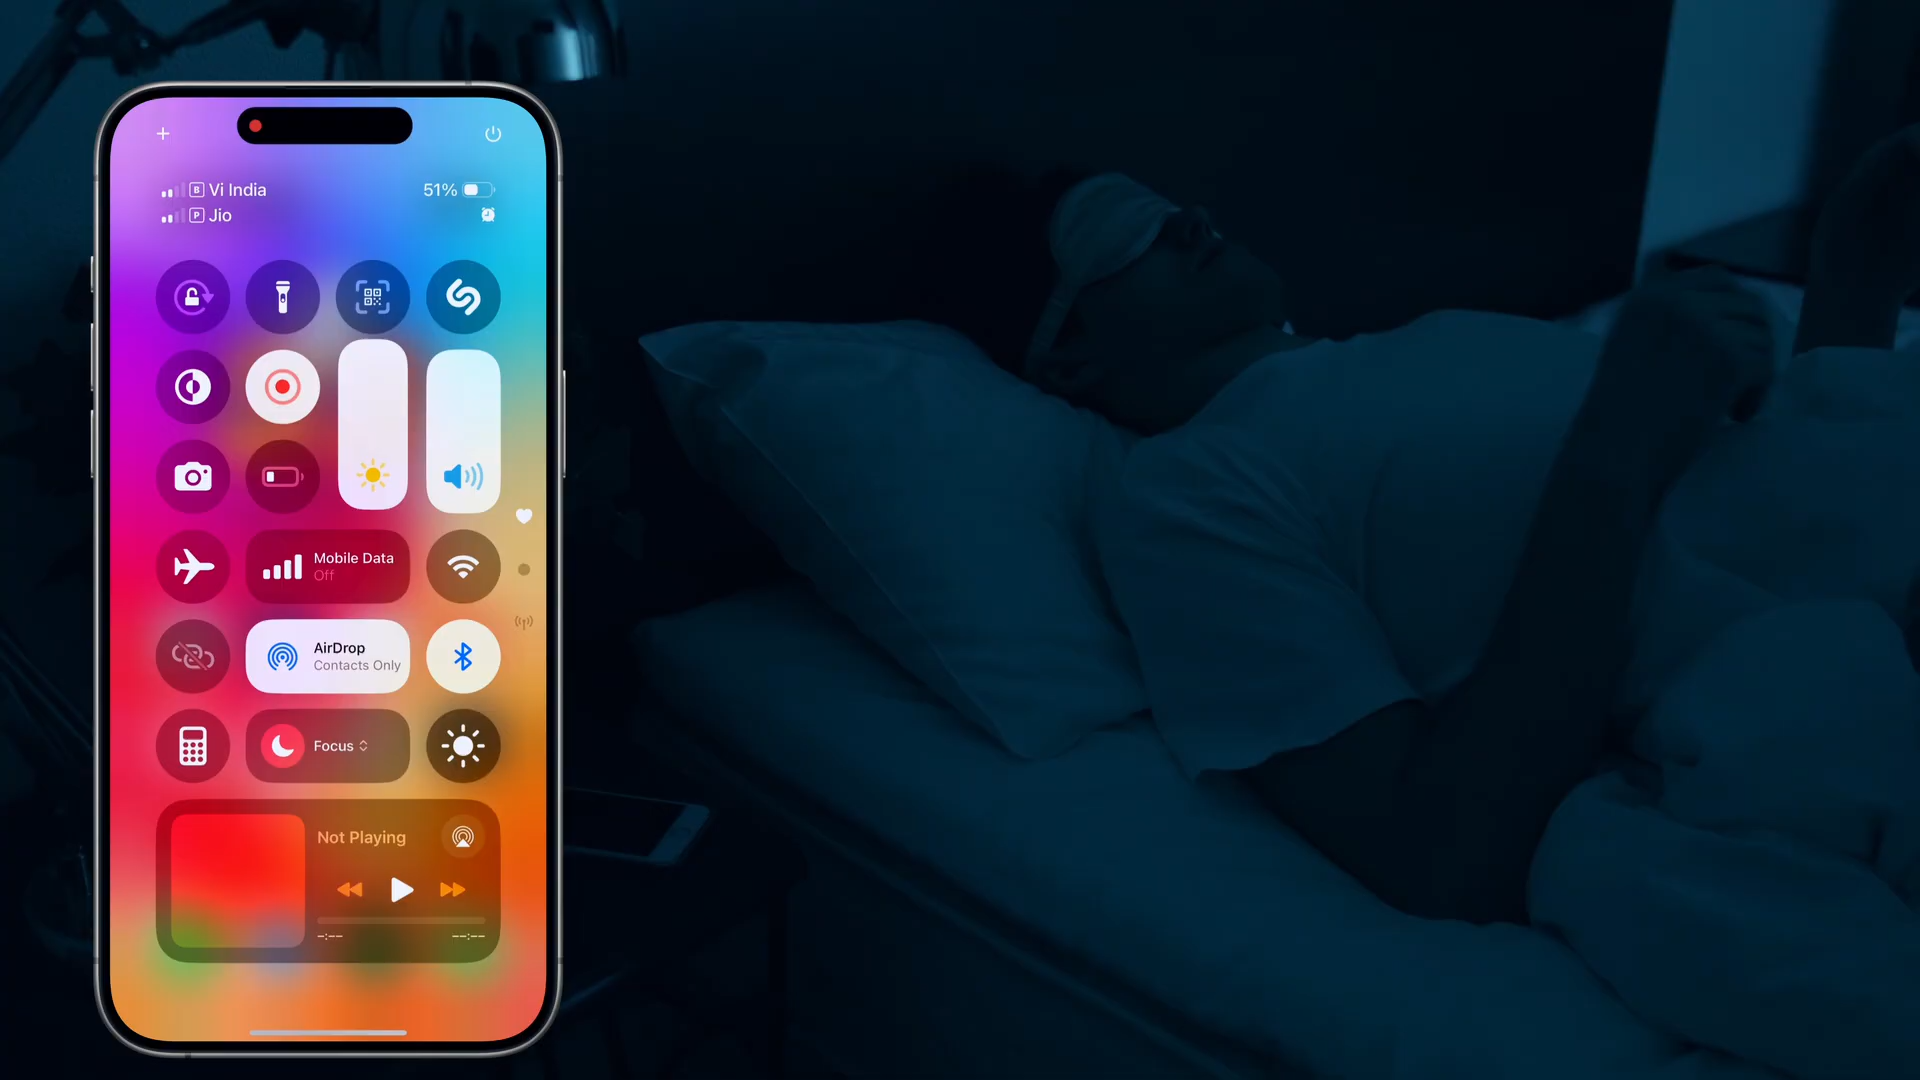 B Vi India 51%
P Jio
Mobile Data
Off
AirDrop
Contacts Only
Focus
Not Playing
-:-- --:--